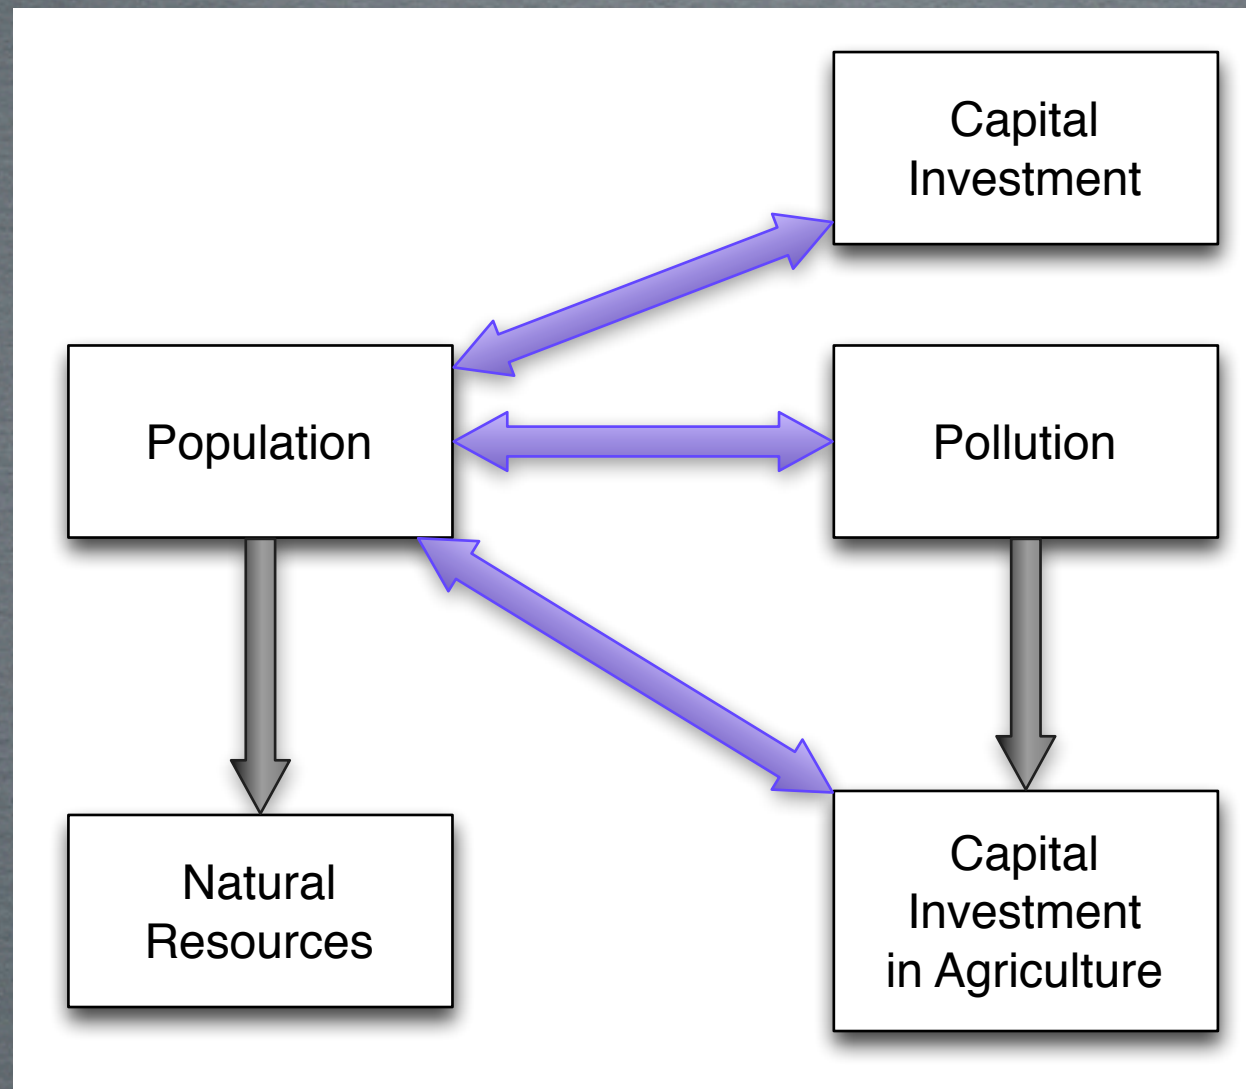 Capital
Investment
Population
Pollution
Natural
Resources
Capital
Investment
in Agriculture